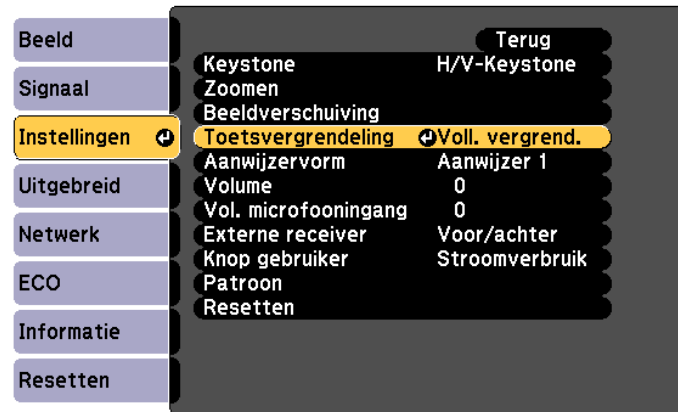 Beeld
Signaal
Instellingen
Uitgebreid
Netwerk
ECO
Informatie
Resetten
Terug
Keystone H/V-Keystone
Zoomen
Beeldverschuiving
Toetsvergrendeling Voll. vergrend.
Aanwijzervorm Aanwijzer 1
Volume 0
Vol. microfooningang 0
Externe receiver Voor/achter
Knop gebruiker Stroomverbruik
Patroon
Resetten